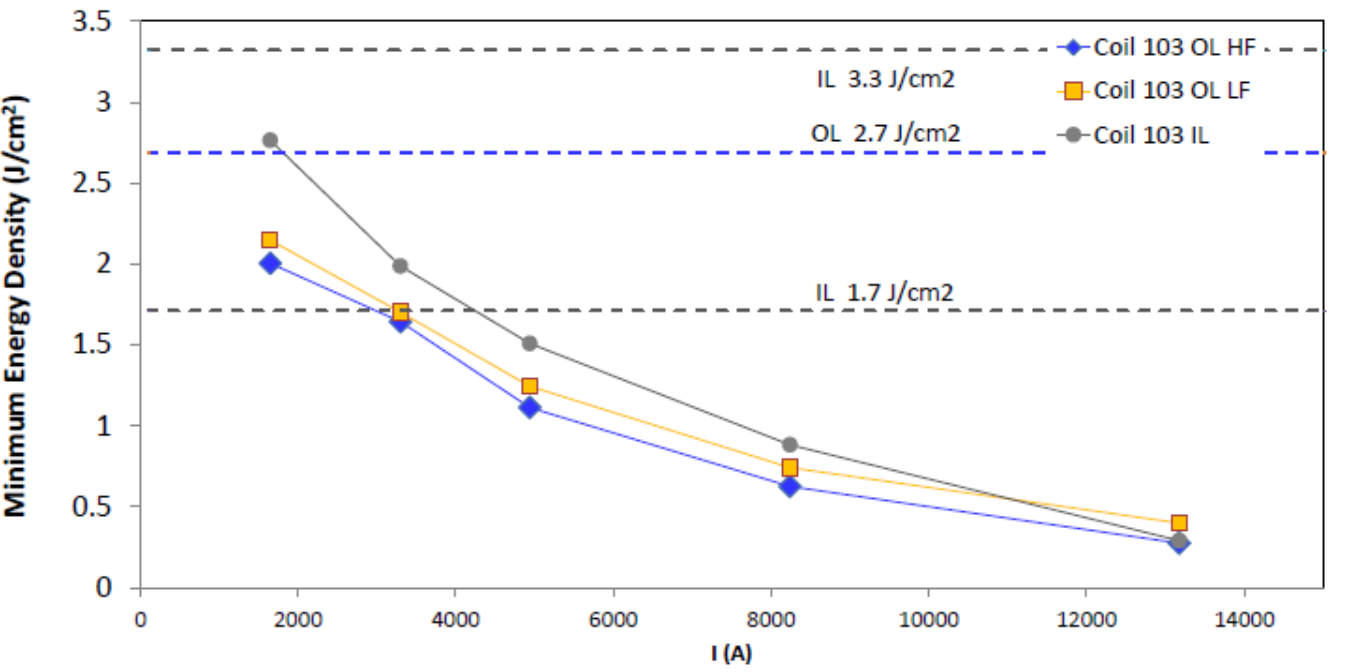 Minimum Energy Density (J/cm²)
3.5
3
2.5
2
1.5
1
0.5
0
IL 3.3 J/cm2
OL 2.7 J/cm2
IL 1.7 J/cm2
Coil 103 OL HF
Coil 103 OL LF
Coil 103 IL
0 2000 4000 6000 8000 10000 12000 14000
I (A)